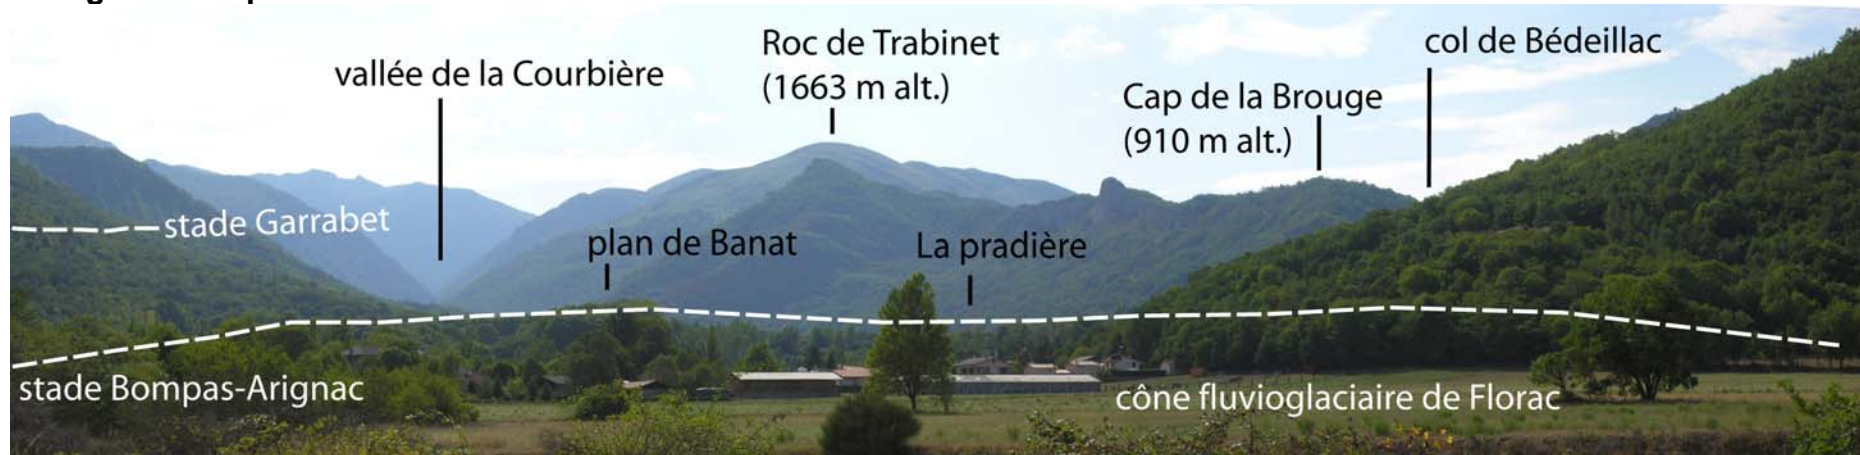 vallée de la Courbière
Roc de Trabinet
(1663 m alt.)
Cap de la Brouge
(910 m alt.)
col de Bédeillac
stade Garrabet
plan de Banat
La pradière
stade Bompas-Arignac
cône fluvioglaciaire de Florac